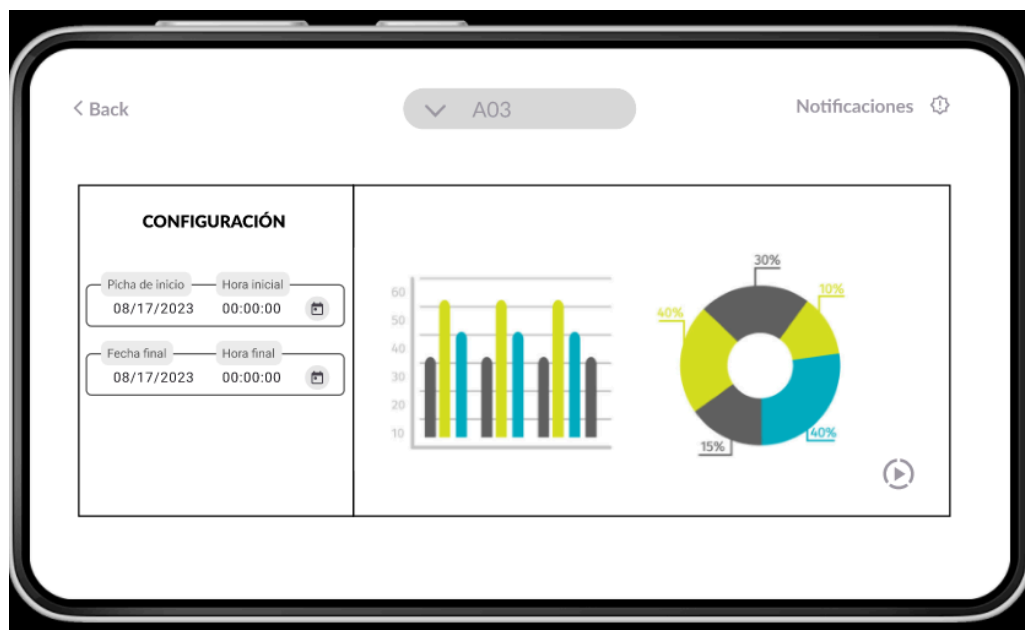 < Back
A03
Notificaciones
CONFIGURACIÓN
Picha de inicio Hora inicial
08/17/2023 00:00:00
Fecha final Hora final
08/17/2023 00:00:00
60
50
40
30
20
10
30%
10%
40%
40%
15%